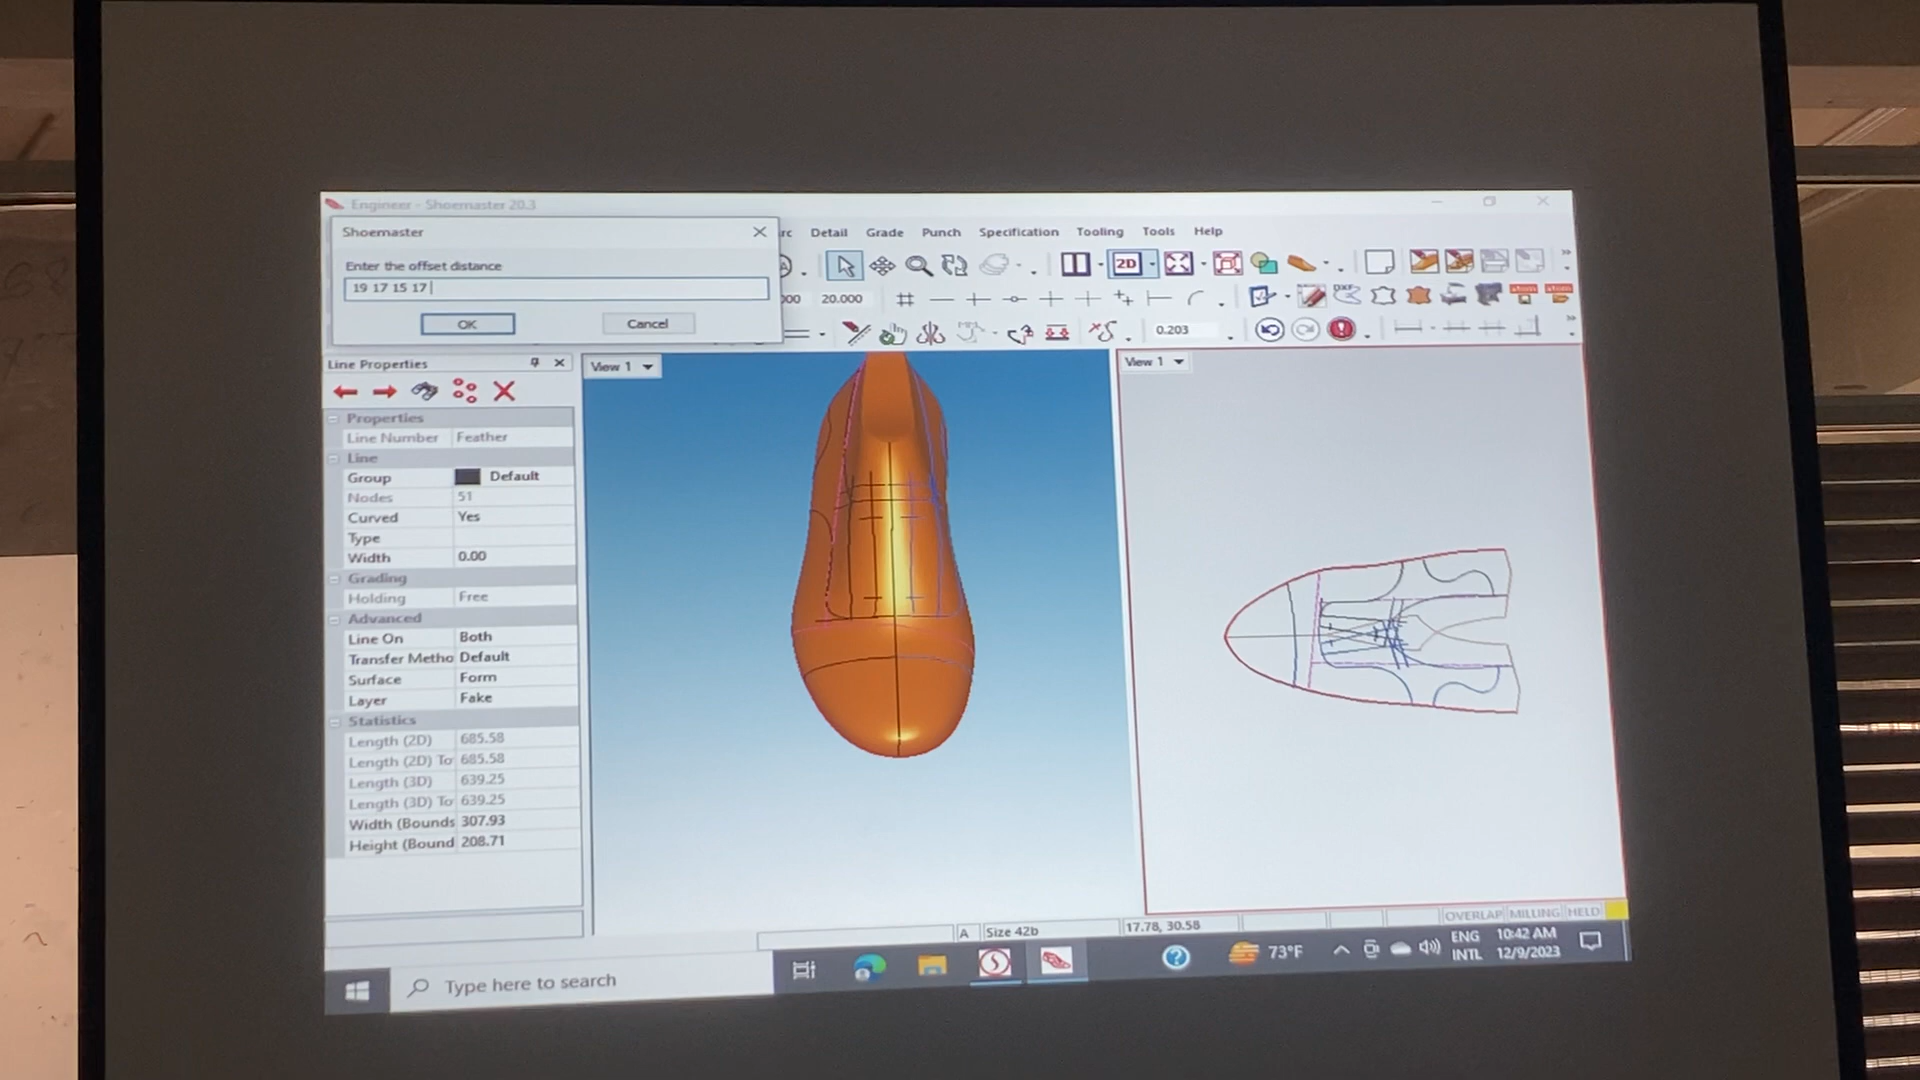 Engineer - Shoemaster 20.3
Shoemaster
Enter the offset distance
19 17 15 17
OK
Cancel
rc Detail Grade Punch Specification Tooling Tools Help
2D
DXF
000 20.000
0.203
Line Properties
Properties
Line Number Feather
Line
Group Default
Nodes 51
Curved Yes
Type
Width 0.00
Grading
Holding Free
Advanced
Line On Both
Transfer Metho Default
Surface Form
Layer Fake
Statistics
Length (2D) 685.58
Length (2D) To 685.58
Length (3D) 639.25
Length (3D) To 639.25
Width (Bounds 307.93
Height (Bound 208.71
View 1
View 1
A Size 42b 17.78, 30.58 OVERLAP MILLING HELD
Type here to search
73°F
ENG
INTL
10:42 AM
12/9/2023